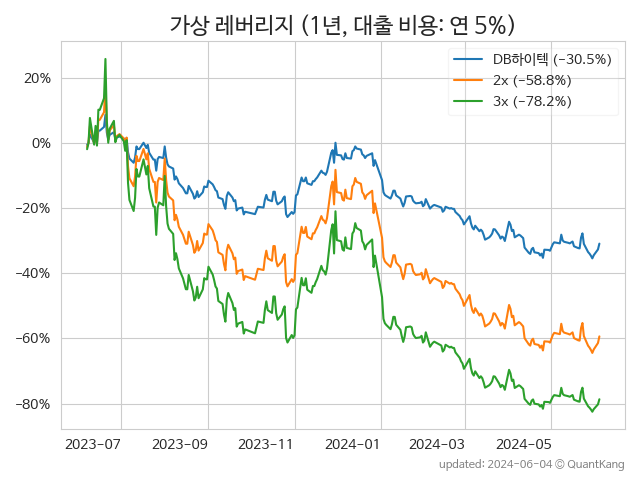 가상 레버리지 (1년, 대출 비용: 연 5%)
DB하이텍 (−30.5%)
2x (−58.8%)
3x (−78.2%)
20%
0%
−20%
−40%
−60%
−80%
2023-07 2023-09 2023-11 2024-01 2024-03 2024-05
updated: 2024-06-04 © QuantKang